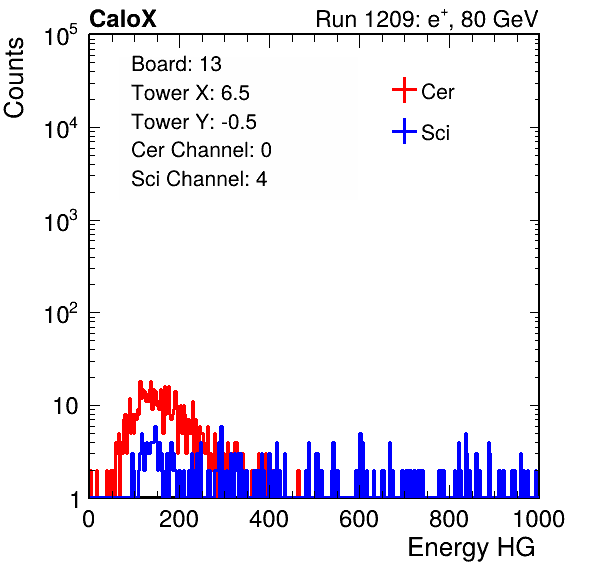 CaloX Run 1209: e⁺, 80 GeV
Board: 13
Tower X: 6.5
Tower Y: -0.5
Cer Channel: 0
Sci Channel: 4
Cer
Sci
Counts
10⁵
10⁴
10³
10²
10
1
0 200 400 600 800 1000
Energy HG